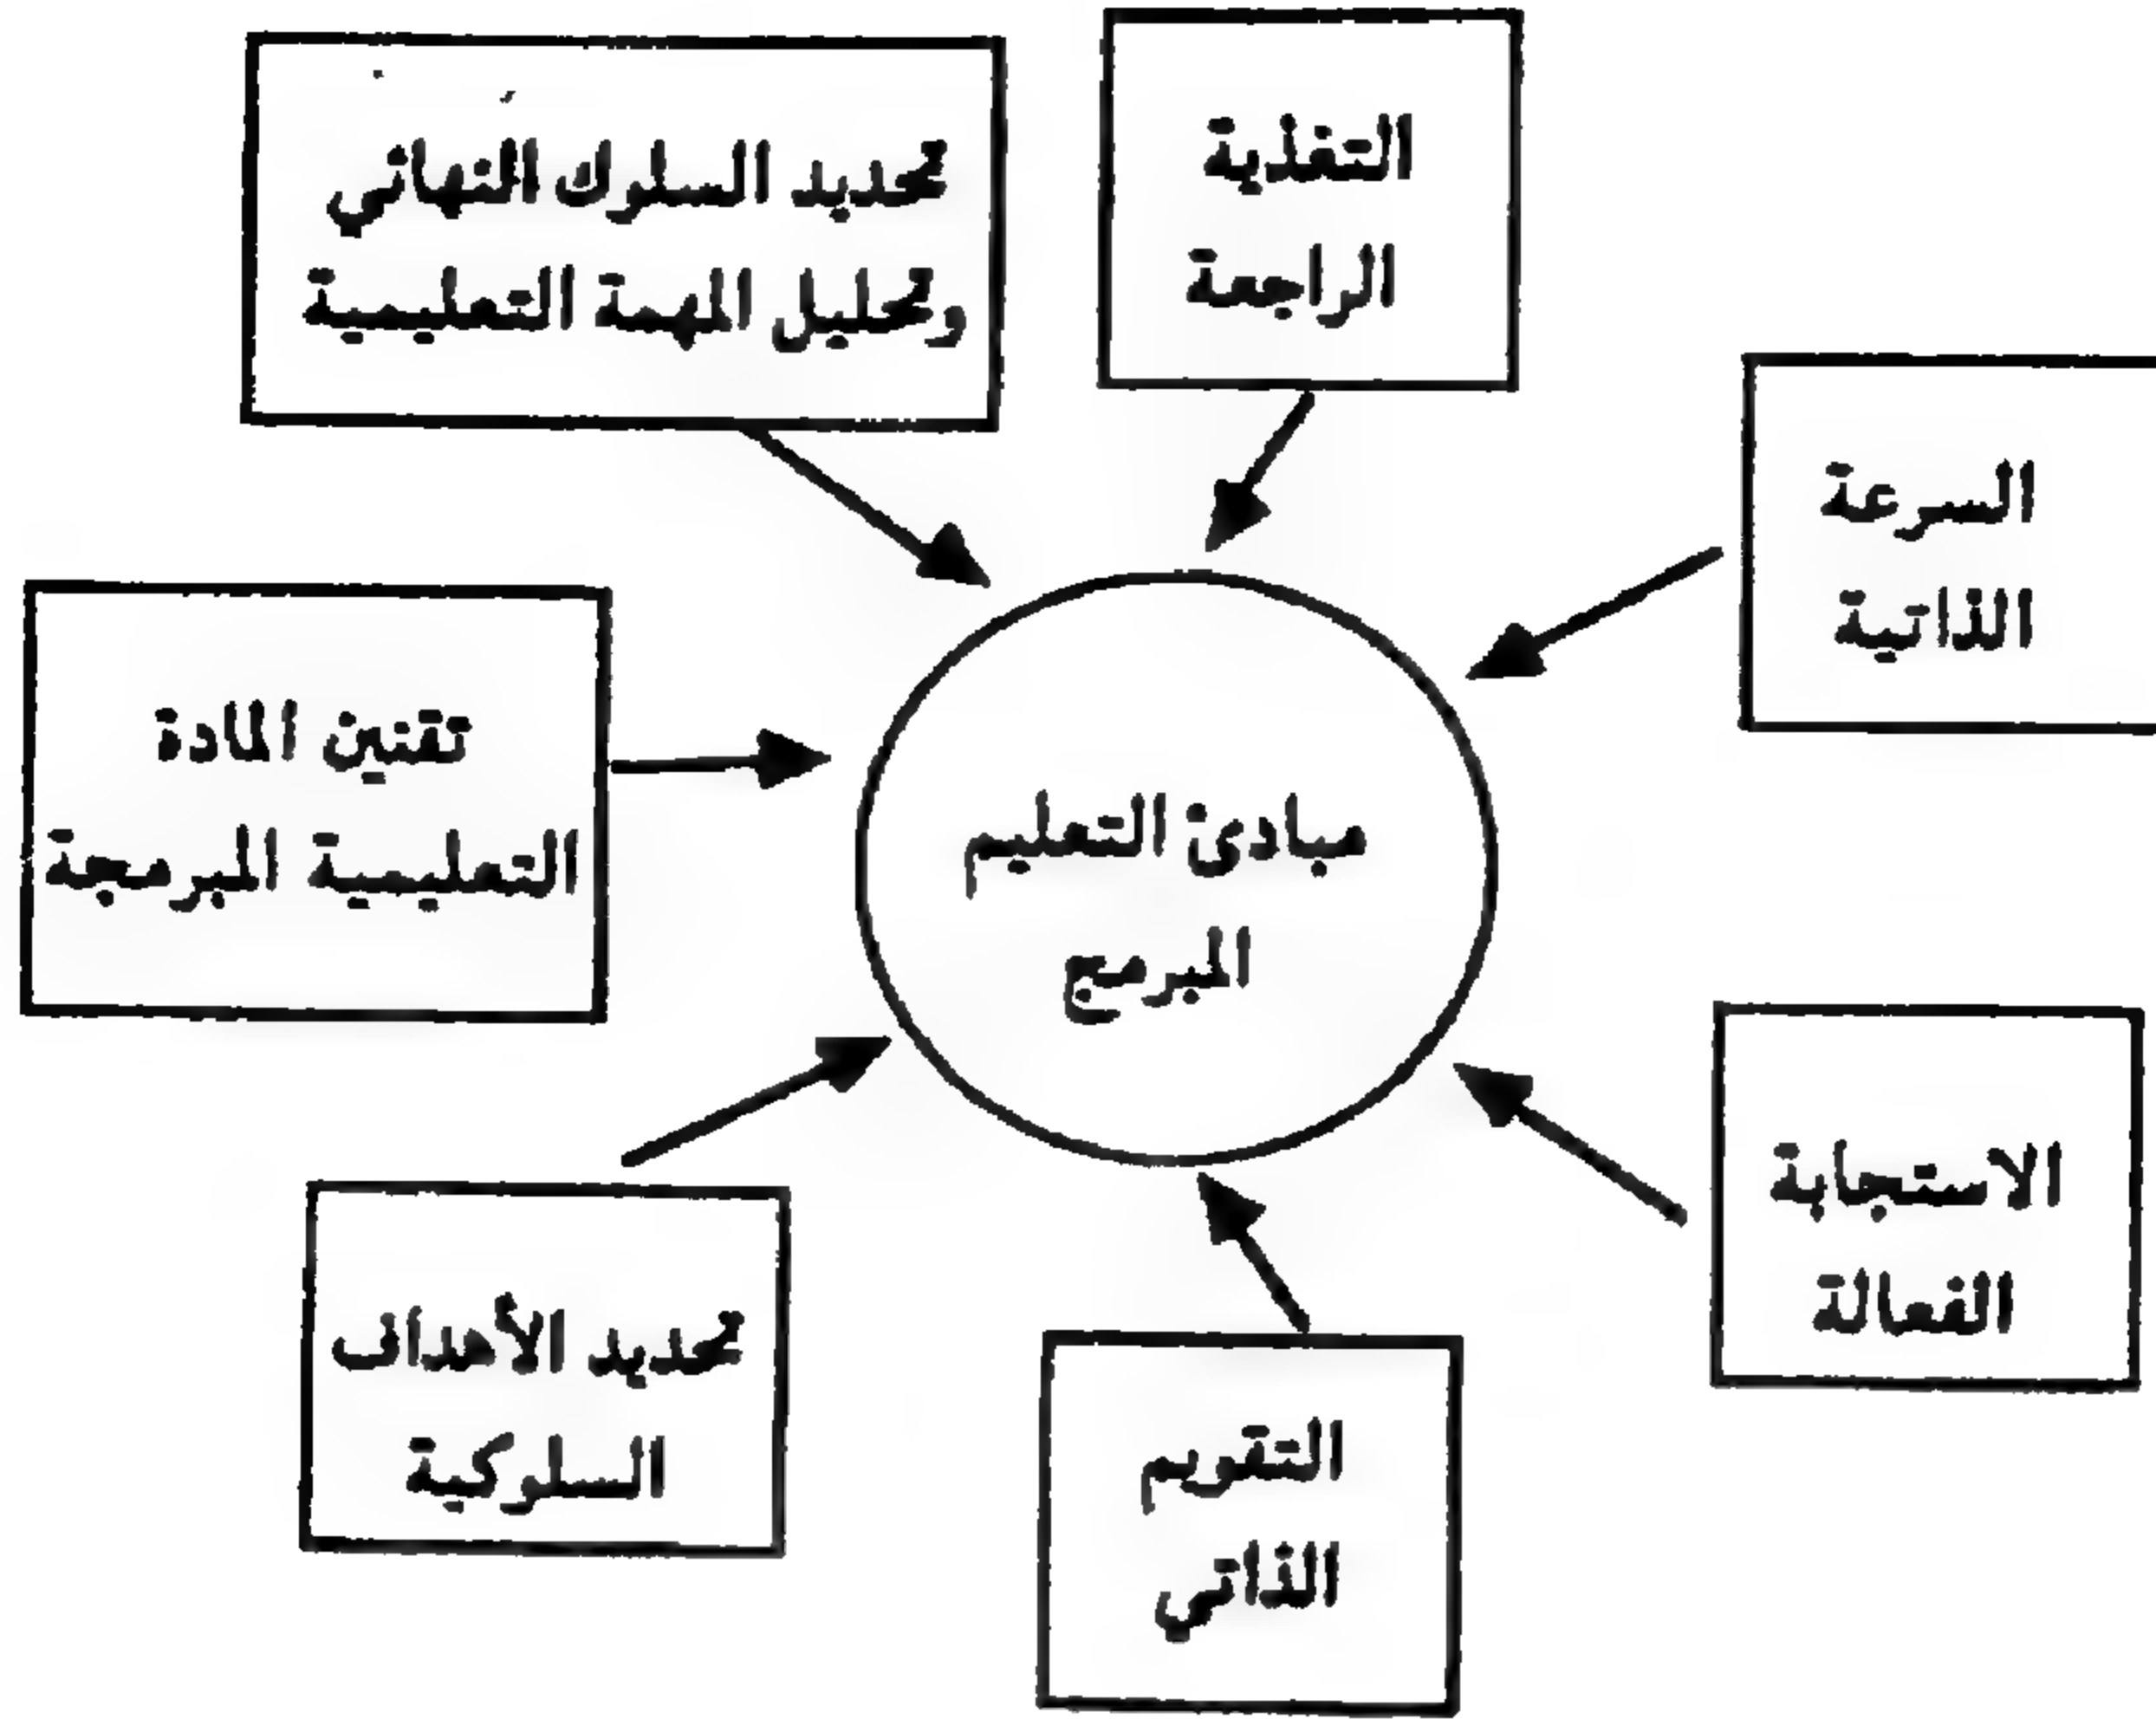 التغذية
الراجعة
تحديد السلوك النهائي
وتحليل المهمة التعليمية
السرعة
الذاتية
تقنين المادة
التعليمية المبرمجة
مبادئ التعليم
المبرمج
الاستجابة
الفعالة
تحديد الأهداف
السلوكية
التقويم
الذاتي